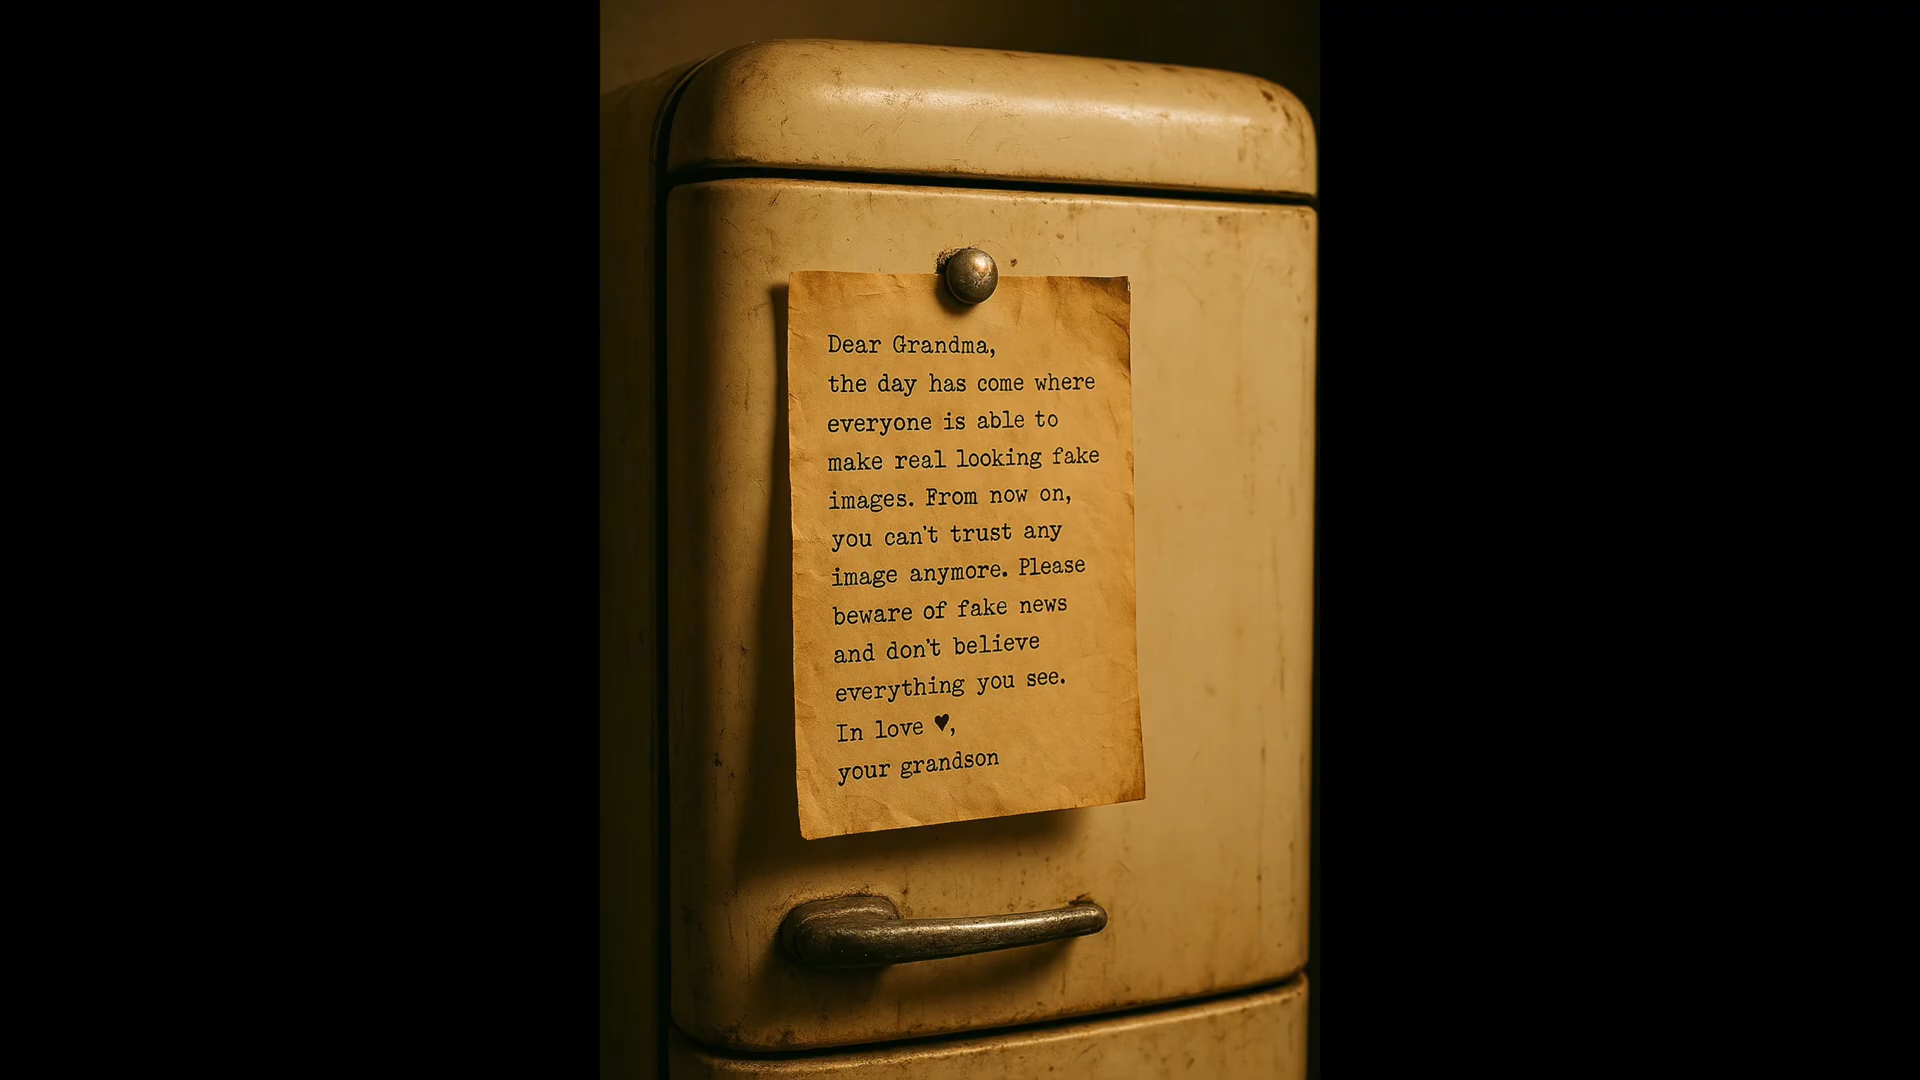 Dear Grandma,
the day has come where
everyone is able to
make real looking fake
images. From now on,
you can't trust any
image anymore. Please
beware of fake news
and don't believe
everything you see.
In love ♥,
your grandson